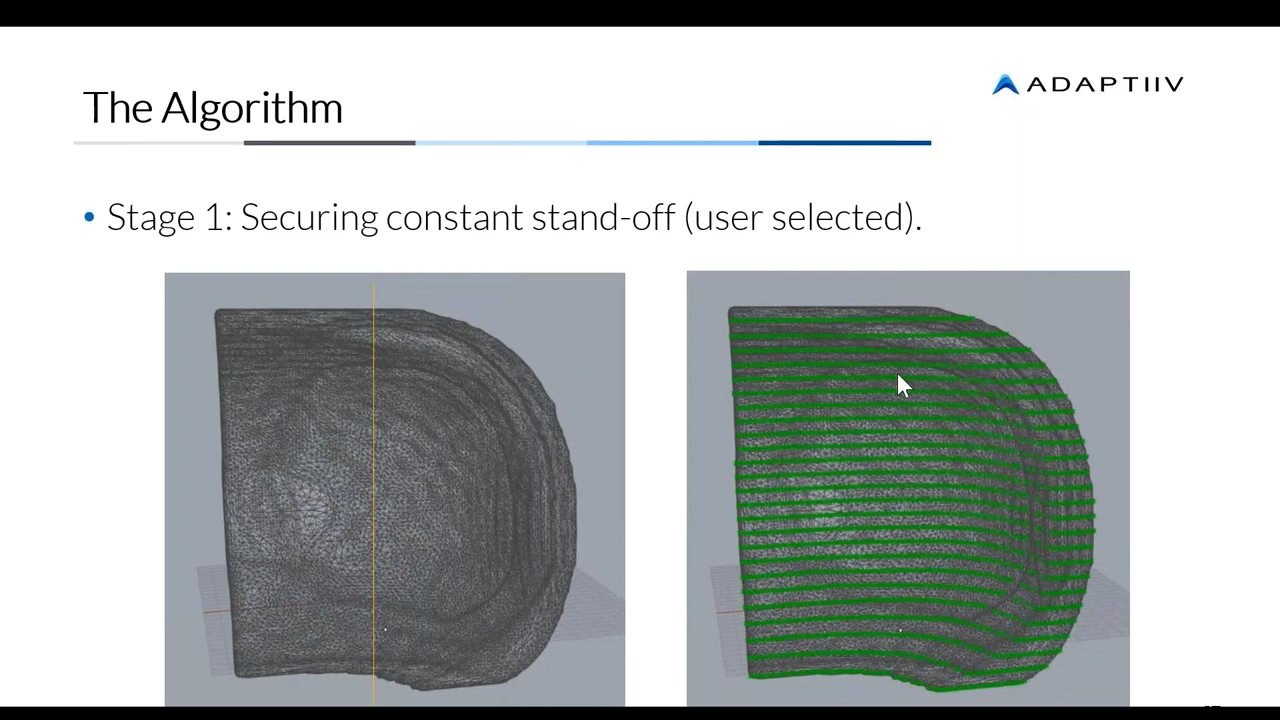 ADAPTIIV
The Algorithm
• Stage 1: Securing constant stand-off (user selected).